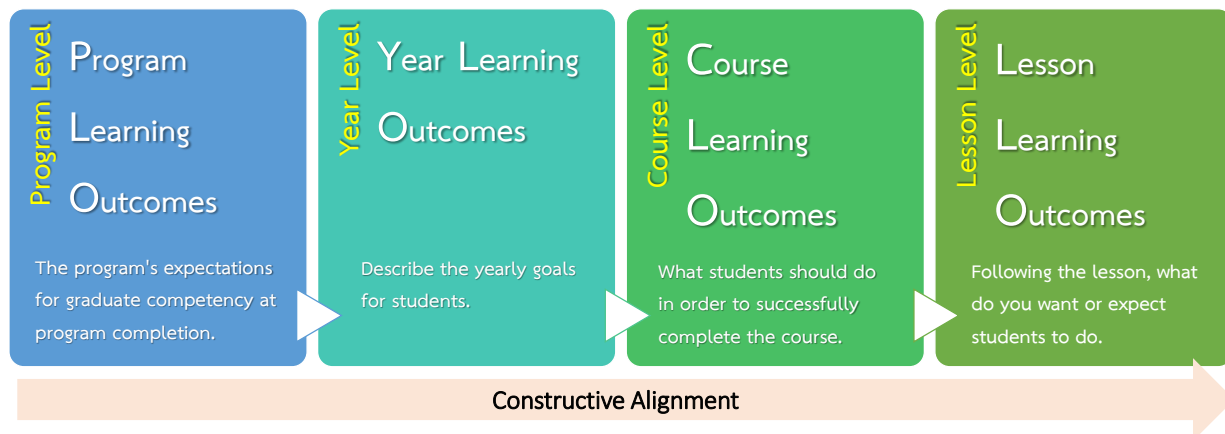 Program Level
Program
Learning
Outcomes
The program's expectations
for graduate competency at
program completion.
Year Level
Year Learning
Outcomes
Describe the yearly goals
for students.
Course Level
Course
Learning
Outcomes
What students should do
in order to successfully
complete the course.
Lesson Level
Lesson
Learning
Outcomes
Following the lesson, what
do you want or expect
students to do.
Constructive Alignment